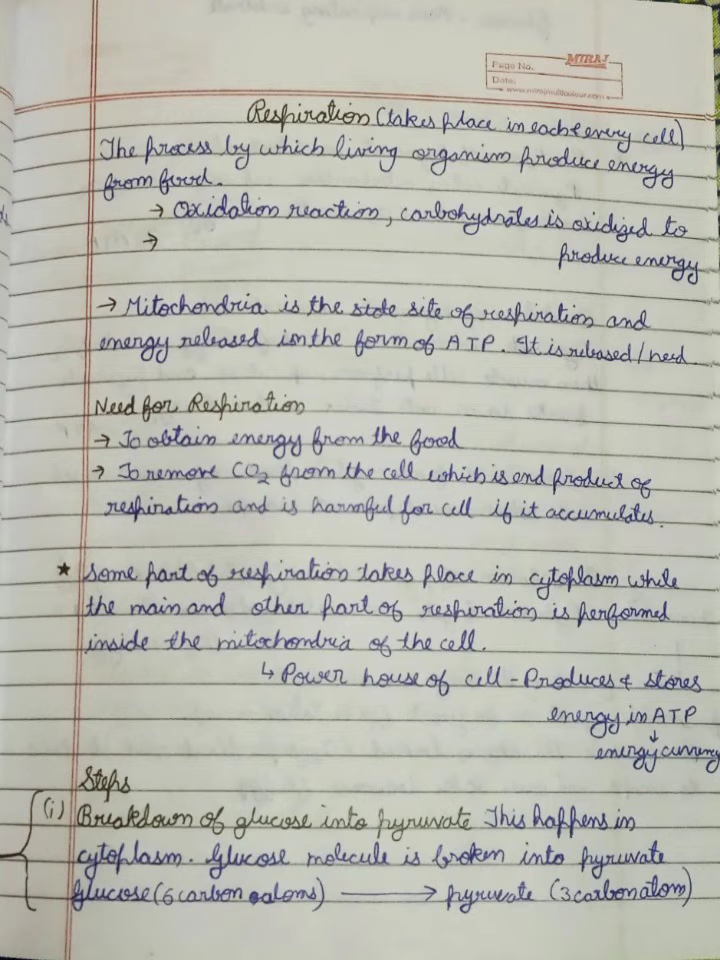 MIRAJ
Page No.
Date:
www.mirajmulticolour.com
Respiration (takes place in each & every cell)
The process by which living organism produce energy
from food.
→ Oxidation reaction, carbohydrates is oxidized to
→ produce energy
→ Mitochondria is the side site of respiration and
energy released in the form of ATP. It is released/need
Need for Respiration
→ To obtain energy from the food
→ To remove CO2 from the cell which is end product of
respiration and is harmful for cell if it accumulates.
★ Some part of respiration takes place in cytoplasm while
the main and other part of respiration is performed
inside the mitochondria of the cell.
↳ Power house of cell - Produces & stores
energy in ATP
↓
energy currency
Steps
(i) Breakdown of glucose into pyruvate This happens in
cytoplasm. Glucose molecule is broken into pyruvate
Glucose (6 carbon atoms) ⟶ pyruvate (3 carbon atom)